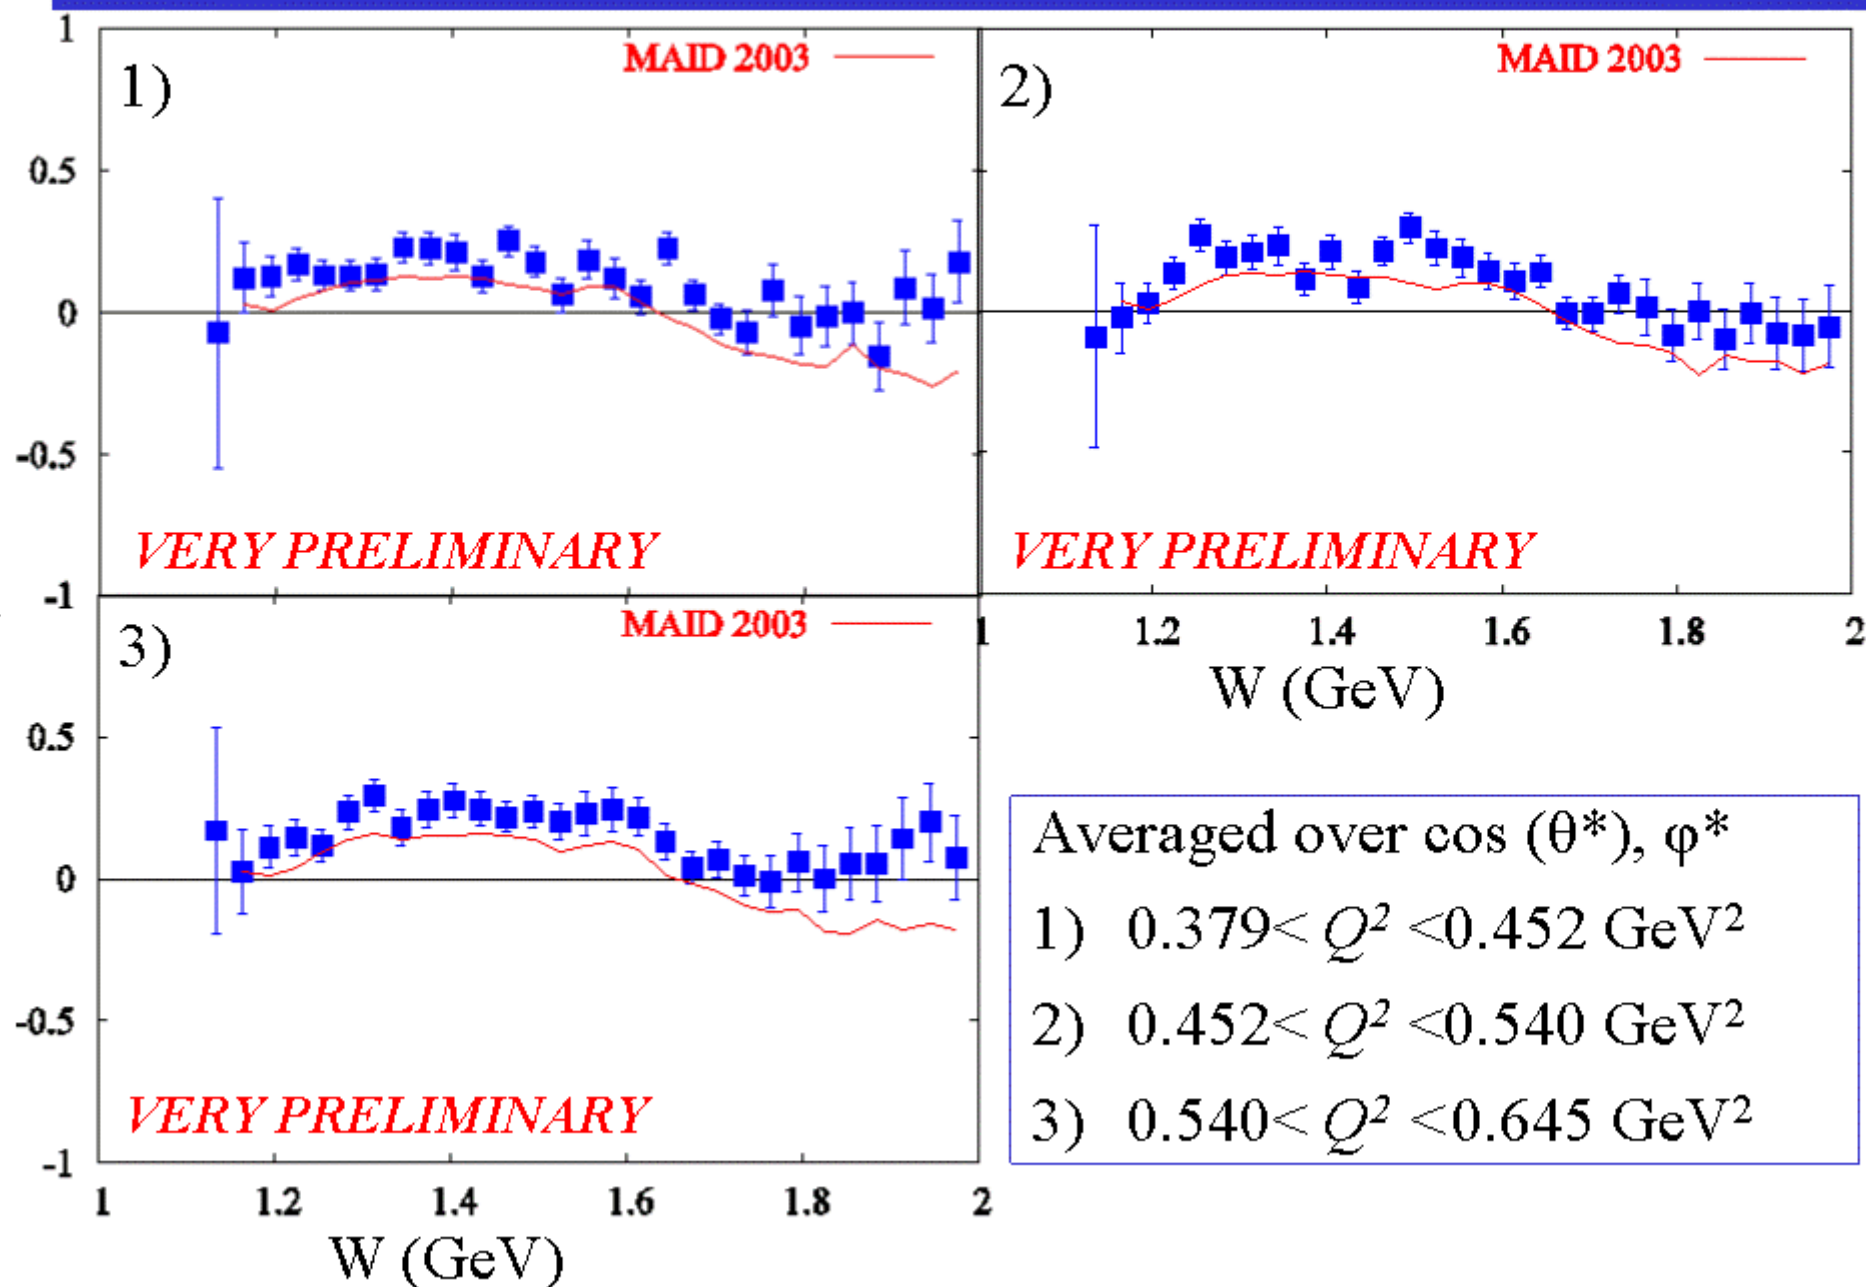 1
MAID 2003
MAID 2003
1)
2)
0.5
0
-0.5
VERY PRELIMINARY
VERY PRELIMINARY
-1
MAID 2003
1 1.2 1.4 1.6 1.8 2
3)
W (GeV)
0.5
0
-0.5
VERY PRELIMINARY
-1
1 1.2 1.4 1.6 1.8 2
W (GeV)
Averaged over cos (θ*), φ*
1) 0.379< Q² <0.452 GeV²
2) 0.452< Q² <0.540 GeV²
3) 0.540< Q² <0.645 GeV²